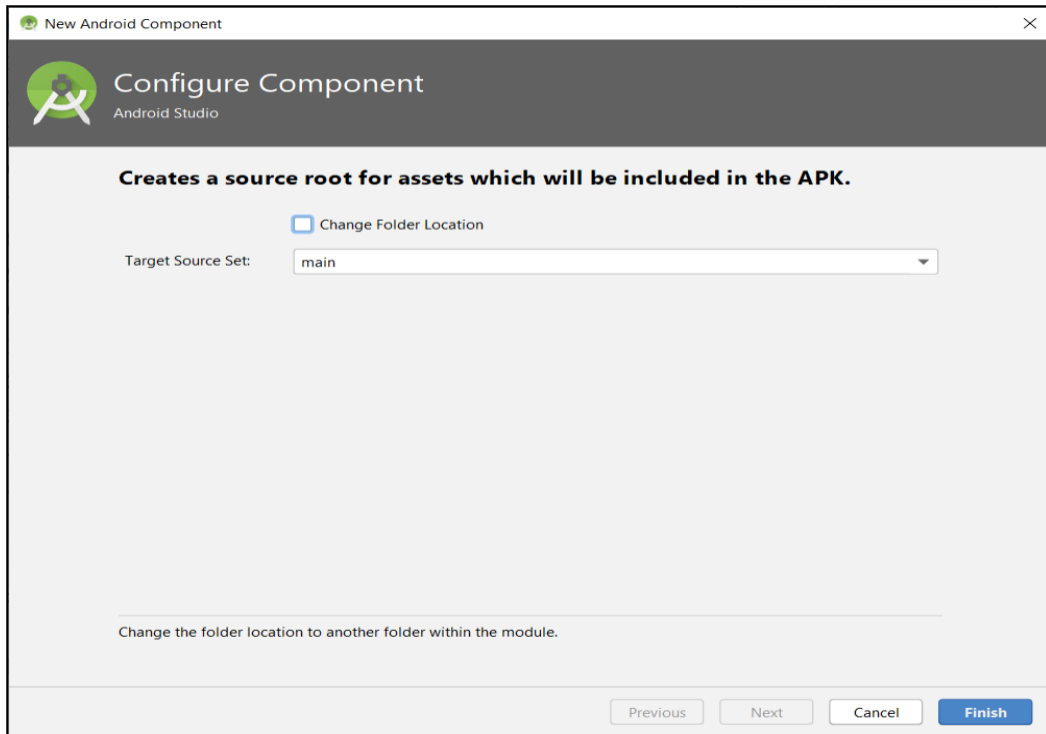 New Android Component
Configure Component
Android Studio
Creates a source root for assets which will be included in the APK.
Change Folder Location
Target Source Set:
main
Change the folder location to another folder within the module.
Previous
Next
Cancel
Finish